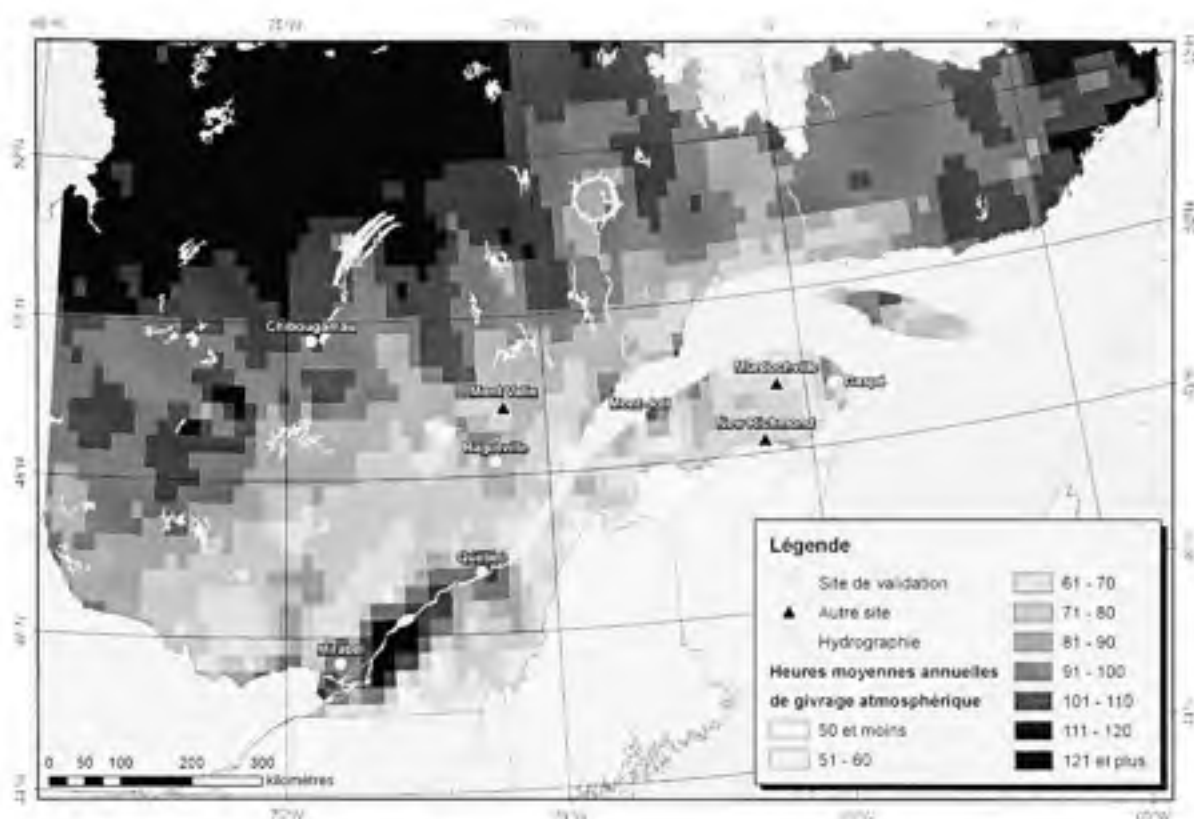 Chibougamau
Mont Valin
Murdochville
Gaspé
Mont-Joli
New Richmond
Bagotville
Québec
Mirabel
Légende
Site de validation
Autre site
Hydrographie
Heures moyennes annuelles
de givrage atmosphérique
50 et moins
51 - 60
61 - 70
71 - 80
81 - 90
91 - 100
101 - 110
111 - 120
121 et plus
0 50 100 200 300
kilomètres